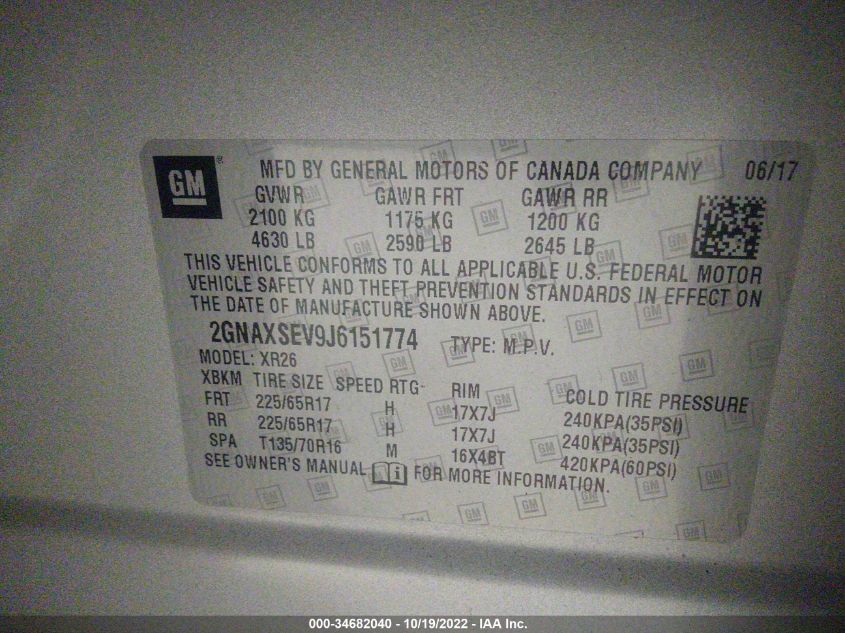 GM ® MFD BY GENERAL MOTORS OF CANADA COMPANY 06/17
GVWR GAWR FRT GAWR RR
2100 KG 1175 KG 1200 KG
4630 LB 2590 LB 2645 LB
THIS VEHICLE CONFORMS TO ALL APPLICABLE U.S. FEDERAL MOTOR
VEHICLE SAFETY AND THEFT PREVENTION STANDARDS IN EFFECT ON
THE DATE OF MANUFACTURE SHOWN ABOVE.
2GNAXSEV9J6151774 TYPE: M.P.V.
MODEL: XR26
XBKM TIRE SIZE SPEED RTG RIM COLD TIRE PRESSURE
FRT 225/65R17 H 17X7J 240KPA(35PSI)
RR 225/65R17 H 17X7J 240KPA(35PSI)
SPA T135/70R16 M 16X4BT 420KPA(60PSI)
SEE OWNER'S MANUAL i FOR MORE INFORMATION.
000-34682040 - 10/19/2022 - IAA Inc.